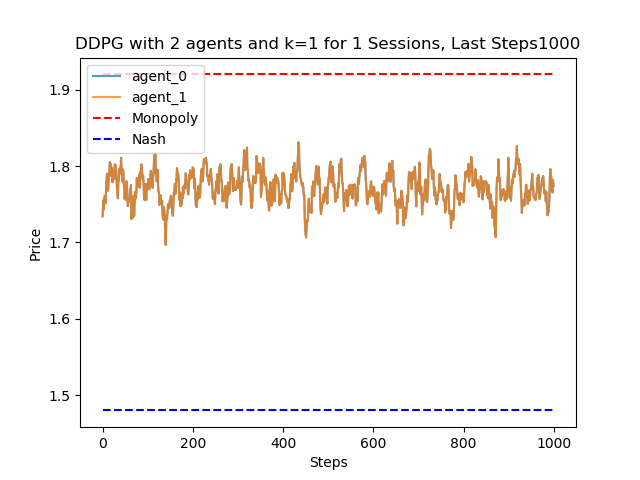 DDPG with 2 agents and k=1 for 1 Sessions, Last Steps1000
agent_0
agent_1
Monopoly
Nash
Price
1.9
1.8
1.7
1.6
1.5
0
200
400
600
800
1000
Steps